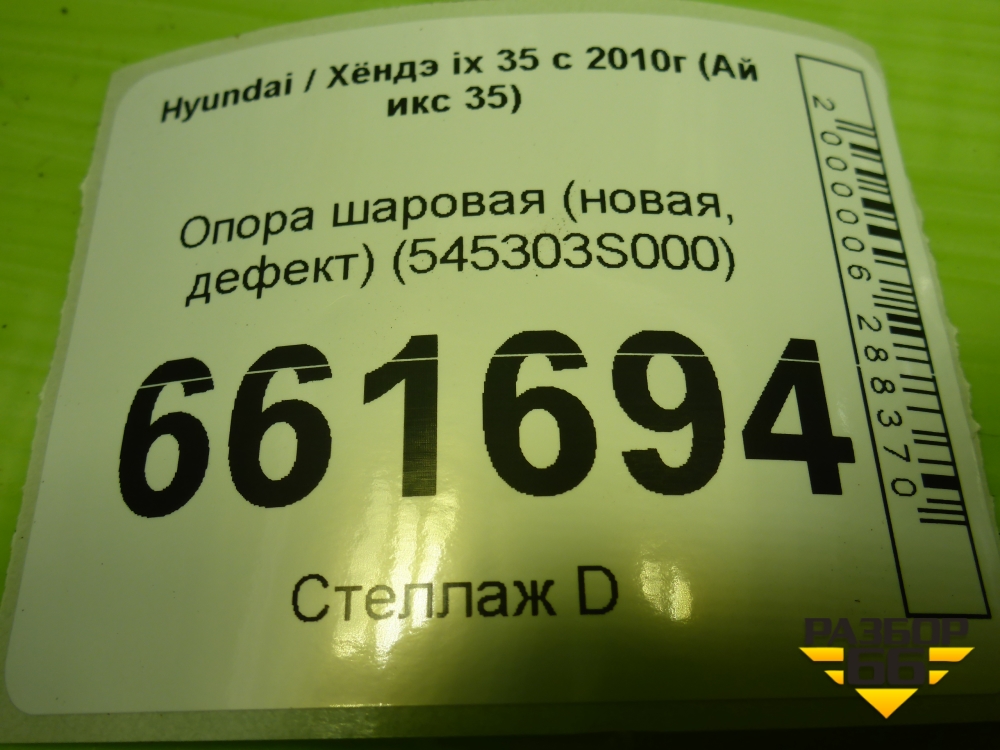 Hyundai / Хёндэ ix 35 с 2010г (Ай
икс 35)
Опора шаровая (новая,
дефект) (545303S000)
661694
Стеллаж D
2000006288370
РАЗБОР
66